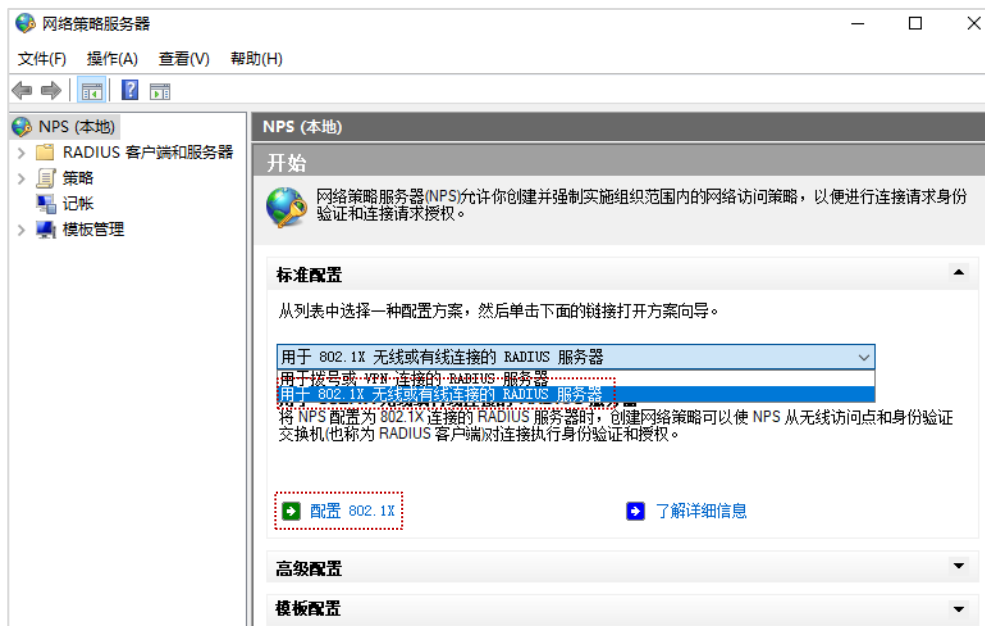 网络策略服务器
文件(F) 操作(A) 查看(V) 帮助(H)
NPS (本地)
RADIUS 客户端和服务器
策略
记帐
模板管理
NPS (本地)
开始
网络策略服务器(NPS)允许你创建并强制实施组织范围内的网络访问策略，以便进行连接请求身份
验证和连接请求授权。
标准配置
从列表中选择一种配置方案，然后单击下面的链接打开方案向导。
用于 802.1X 无线或有线连接的 RADIUS 服务器
用于拨号或 VPN 连接的 RADIUS 服务器
用于 802.1X 无线或有线连接的 RADIUS 服务器
将 NPS 配置为 802.1X 连接的 RADIUS 服务器时，创建网络策略可以使 NPS 从无线访问点和身份验证
交换机(也称为 RADIUS 客户端)对连接执行身份验证和授权。
配置 802.1X
了解详细信息
高级配置
模板配置